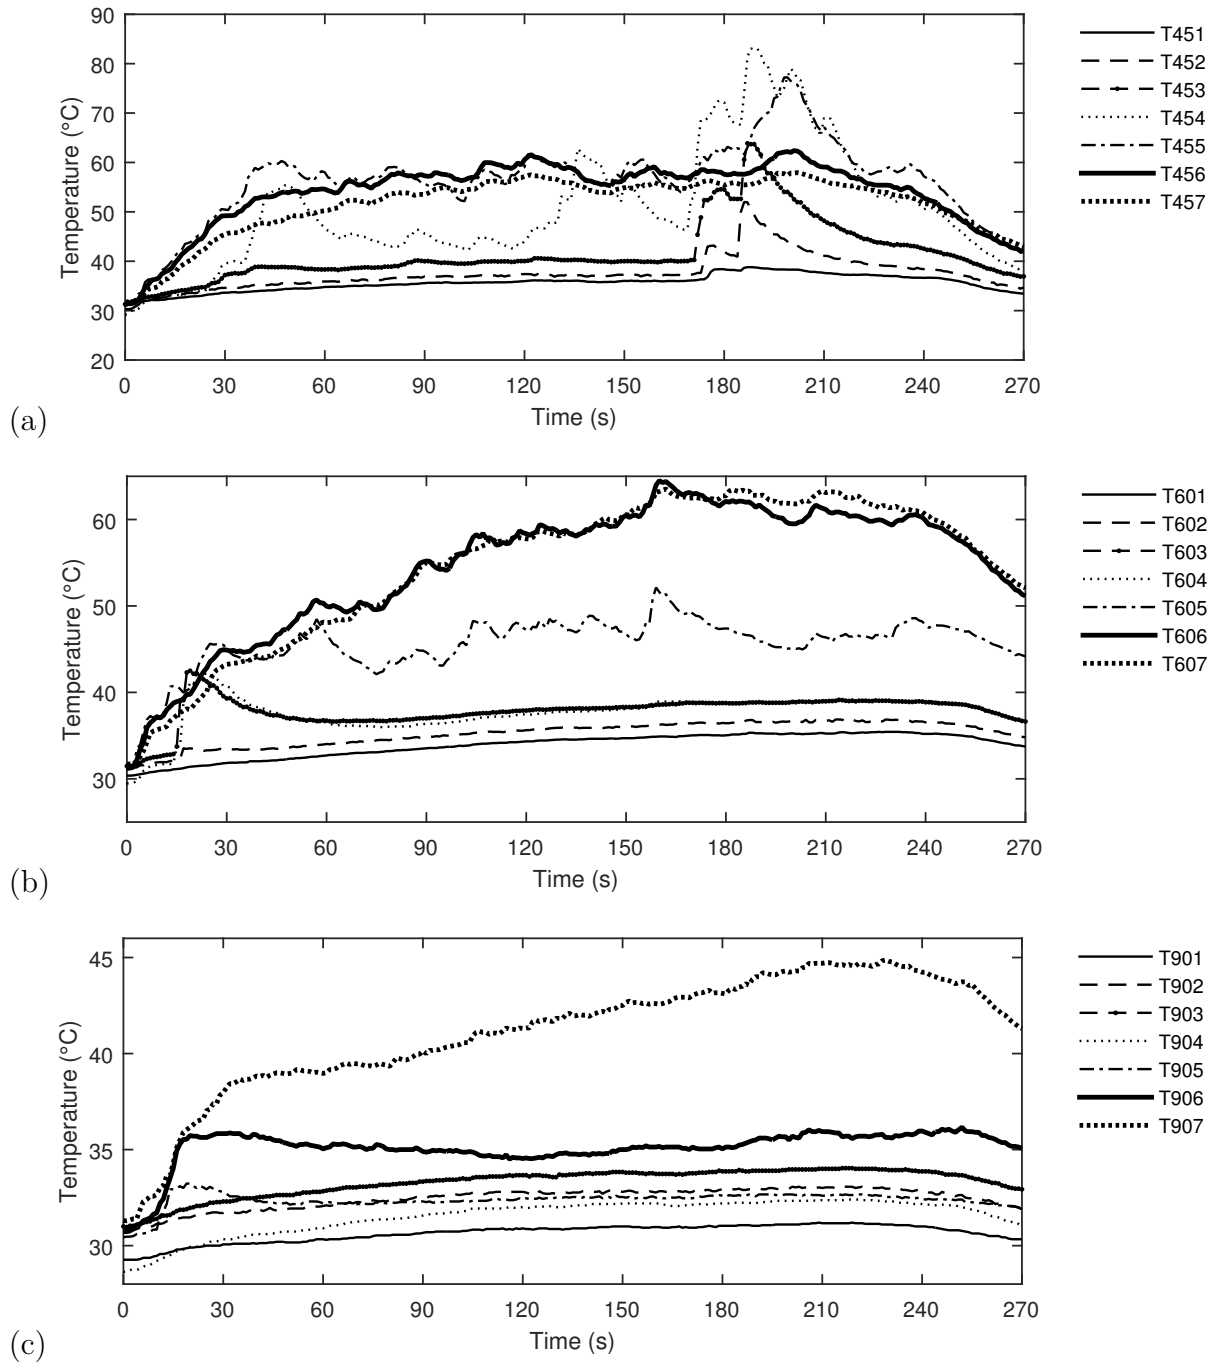 90
80
70
60
50
40
30
20
Temperature (°C)
0 30 60 90 120 150 180 210 240 270
Time (s)
T451
T452
T453
T454
T455
T456
T457
(a)
60
50
40
30
Temperature (°C)
0 30 60 90 120 150 180 210 240 270
Time (s)
T601
T602
T603
T604
T605
T606
T607
(b)
45
40
35
30
Temperature (°C)
0 30 60 90 120 150 180 210 240 270
Time (s)
T901
T902
T903
T904
T905
T906
T907
(c)